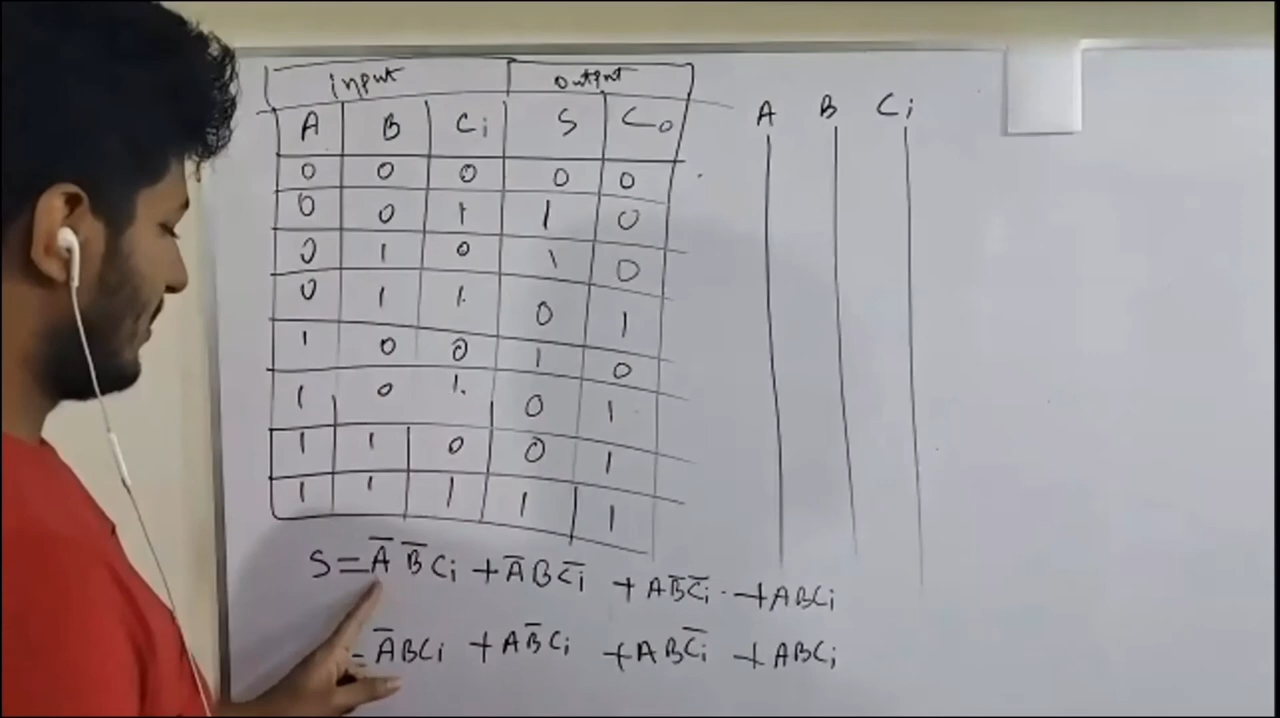 input output
A B Ci S Co
0 0 0 0 0
0 0 1 1 0
0 1 0 1 0
0 1 1 0 1
1 0 0 1 0
1 0 1 0 1
1 1 0 0 1
1 1 1 1 1
A B Ci
S = A̅ B̅ Ci + A̅ B C̅i̅ + A B̅ C̅i̅ + A B Ci
= A̅ B Ci + A B̅ Ci + A B C̅i̅ + A B Ci